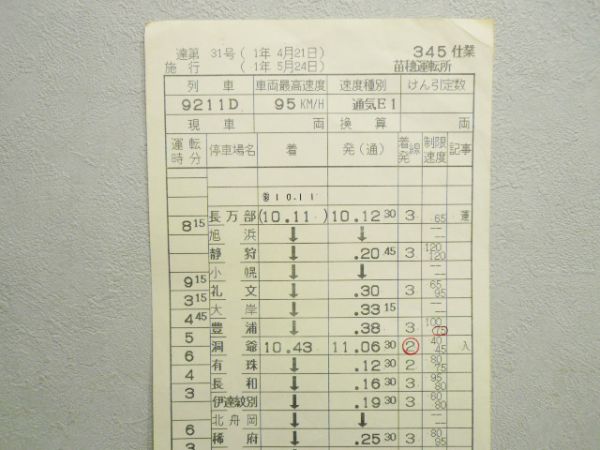 達第 31号 ( 1年 4月21日)
施 行 ( 1年 5月24日)
345 仕業
苗穂運転所
列 車 車両最高速度 速度種別 けん引定数
9211D 95 KM/H 通気E1
現 車 両 換 算 両
運転時分 停車場名 着 発(通) 着発線 制限速度 記事
10.11
長万部 (10.11 ) 10.12 30 3 65
8 15
旭 浜 ↓ ↓ —
静 狩 ↓ .20 45 3 120 120
小 幌 ↓ ↓ —
9 15
礼 文 ↓ .30 3 65 95
3 15
大 岸 ↓ .33 15
4 45
豊 浦 ↓ .38 3 100 75
5
洞 爺 10.43 11.06 30 2 40 45 入
6
有 珠 ↓ .12 30 2 80 75
4
長 和 ↓ .16 30 3 95 80
3
伊達紋別 ↓ .19 30 3 60 80
北舟岡 ↓ ↓ —
6
稀 府 ↓ .25 30 3 80 95
3